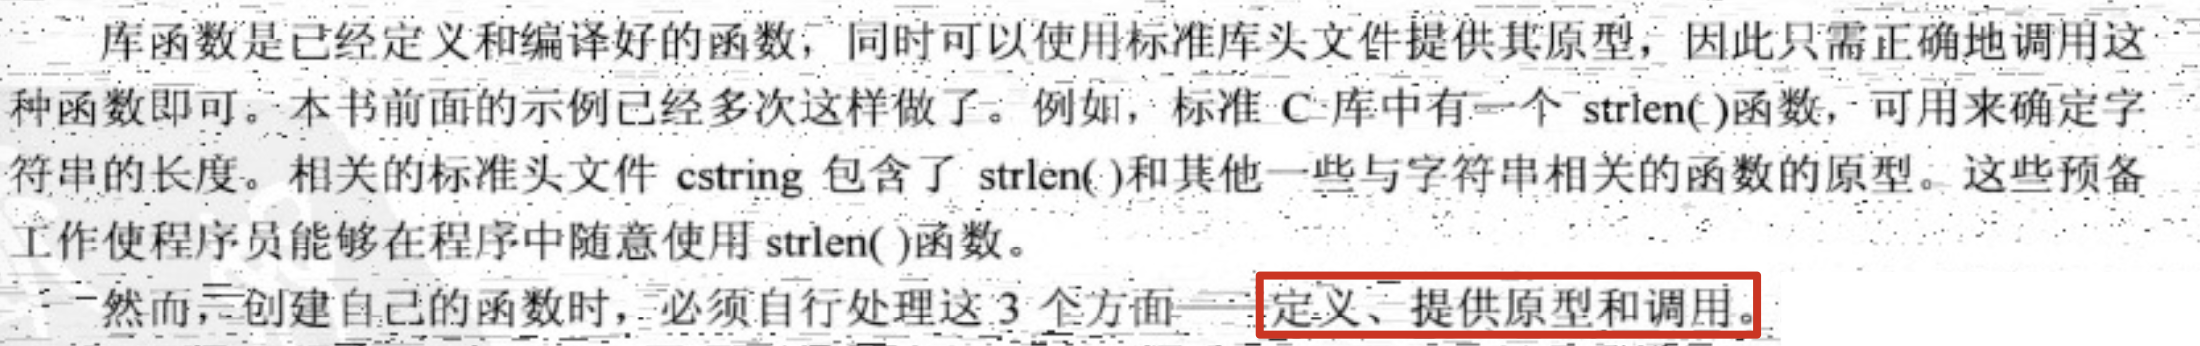 库函数是已经定义和编译好的函数，同时可以使用标准库头文件提供其原型，因此只需正确地调用这
种函数即可。本书前面的示例已经多次这样做了。例如，标准 C 库中有一个 strlen( )函数，可用来确定字
符串的长度。相关的标准头文件 cstring 包含了 strlen( )和其他一些与字符串相关的函数的原型。这些预备
工作使程序员能够在程序中随意使用 strlen( )函数。
然而，创建自己的函数时，必须自行处理这 3 个方面——定义、提供原型和调用。